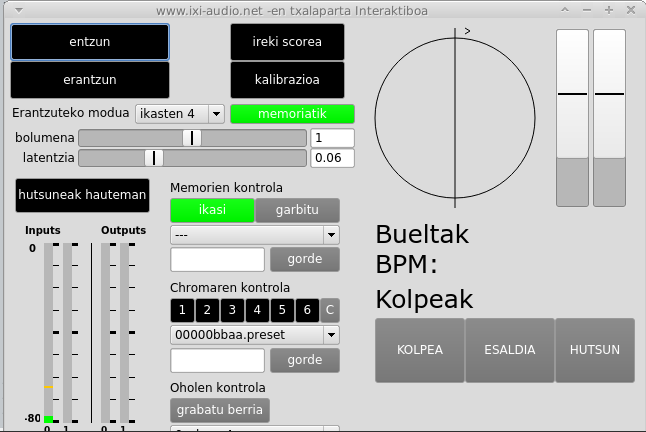 www.ixi-audio.net -en txalaparta Interaktiboa
entzun
ireki scorea
erantzun
kalibrazioa
Erantzuteko modua
ikasten 4
memoriatik
bolumena
1
latentzia
0.06
hutsuneak hauteman
Memorien kontrola
ikasi
garbitu
---
gorde
Chromaren kontrola
1 2 3 4 5 6 C
00000bbaa.preset
gorde
Oholen kontrola
grabatu berria
Inputs
Outputs
0
-80
0 1 0 1
>
Bueltak
BPM:
Kolpeak
KOLPEA
ESALDIA
HUTSUN